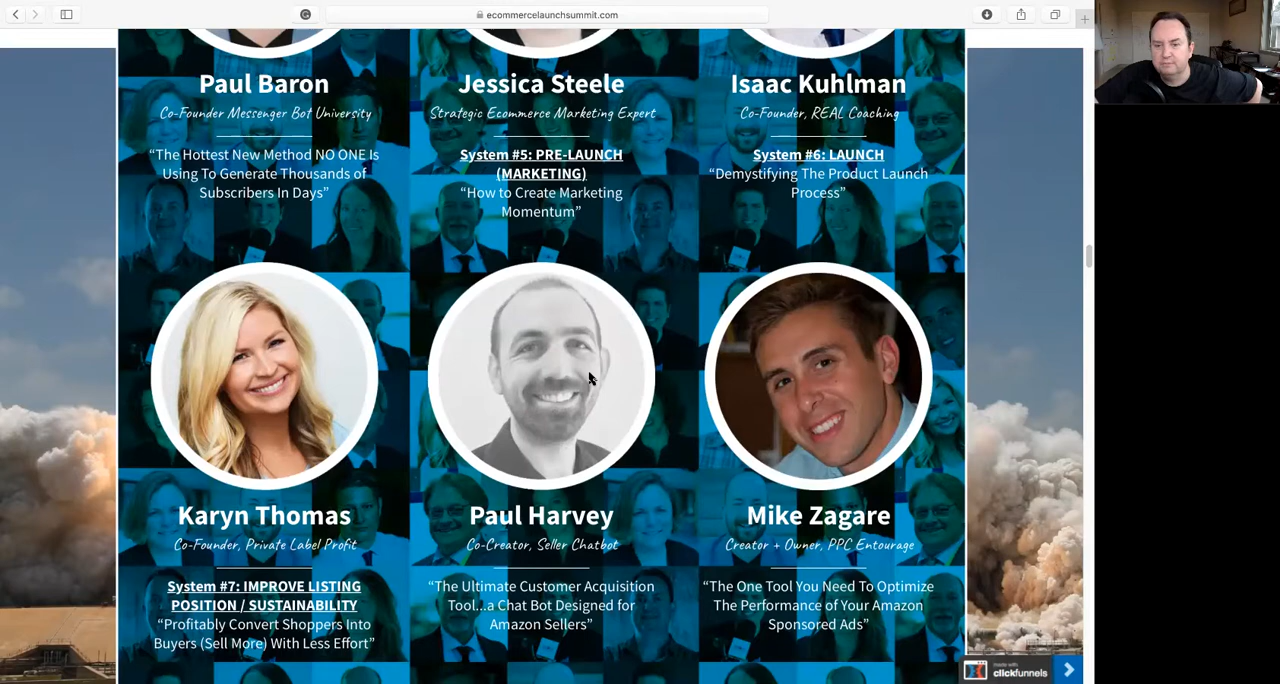 ecommercelaunchsummit.com
Paul Baron
Co-Founder Messenger Bot University
“The Hottest New Method NO ONE Is
Using To Generate Thousands of
Subscribers In Days”
Jessica Steele
Strategic Ecommerce Marketing Expert
System #5: PRE-LAUNCH
(MARKETING)
“How to Create Marketing
Momentum”
Isaac Kuhlman
Co-Founder, REAL Coaching
System #6: LAUNCH
“Demystifying The Product Launch
Process”
Karyn Thomas
Co-Founder, Private Label Profit
System #7: IMPROVE LISTING
POSITION / SUSTAINABILITY
“Profitably Convert Shoppers Into
Buyers (Sell More) With Less Effort”
Paul Harvey
Co-Creator, Seller Chatbot
“The Ultimate Customer Acquisition
Tool...a Chat Bot Designed for
Amazon Sellers”
Mike Zagare
Creator + Owner, PPC Entourage
“The One Tool You Need To Optimize
The Performance of Your Amazon
Sponsored Ads”
made with
clickfunnels